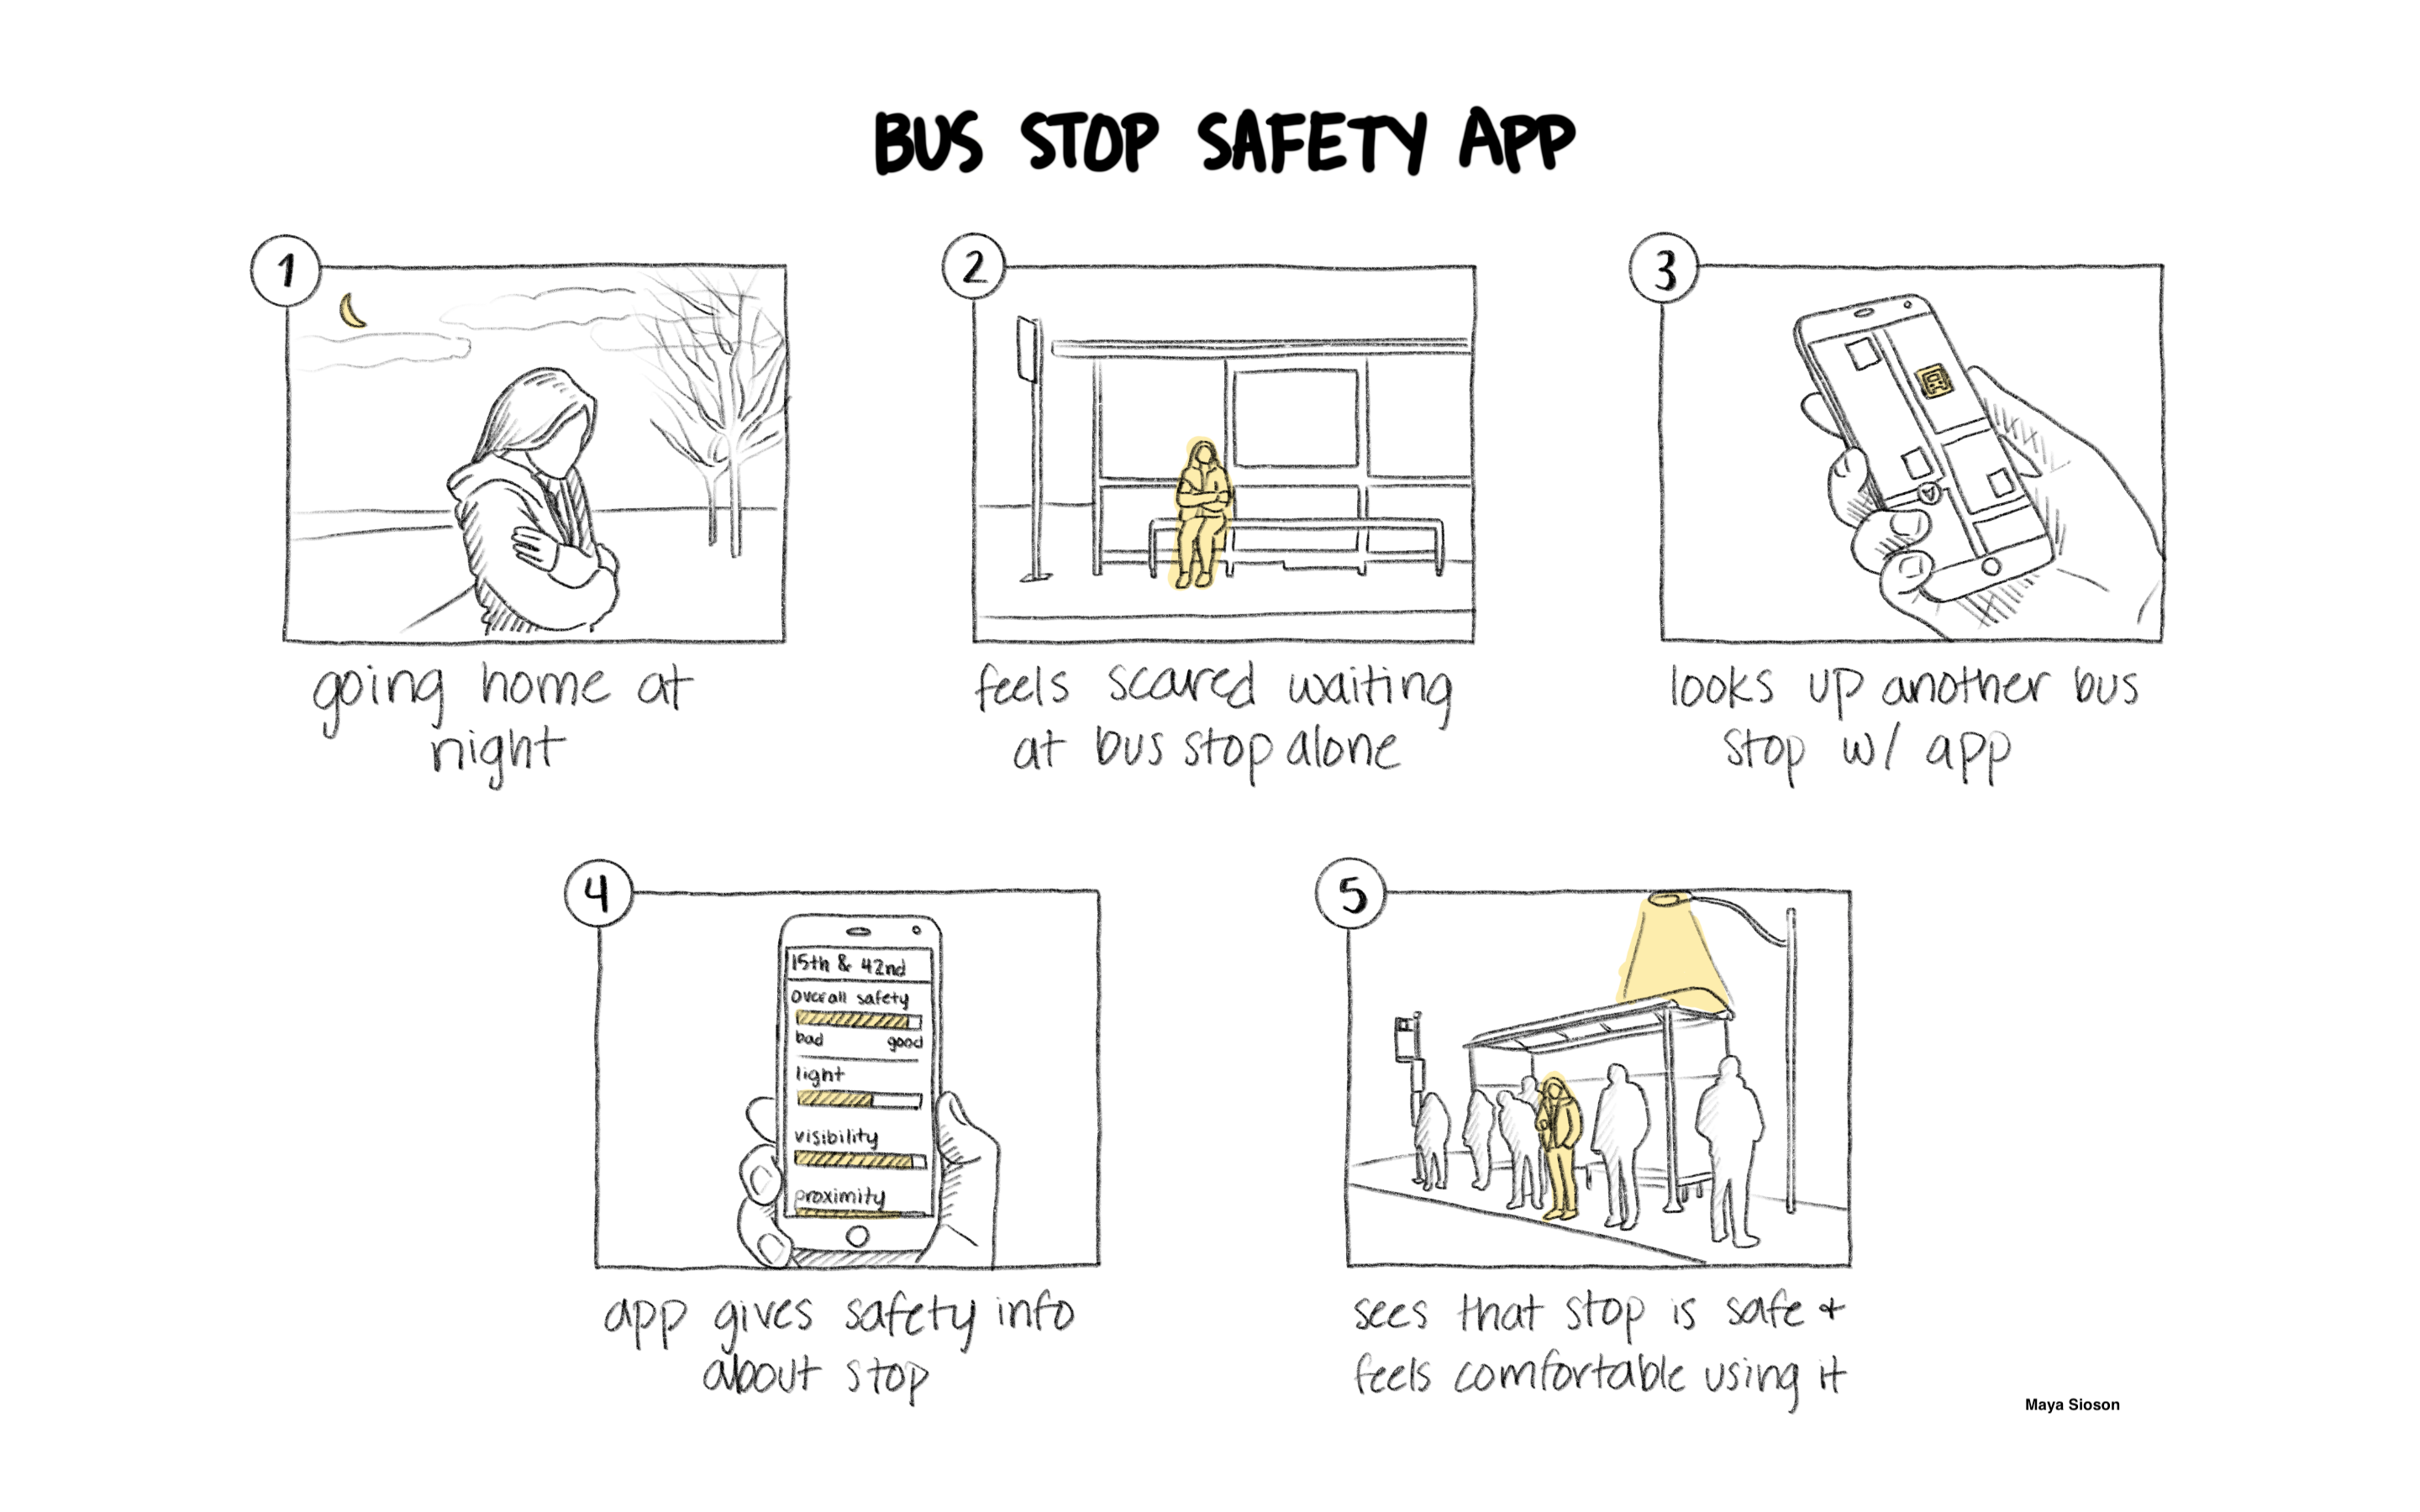 BUS STOP SAFETY APP
1
going home at
night
2
feels scared waiting
at bus stop alone
3
looks up another bus
stop w/ app
4
15th & 42nd
Overall safety
bad good
light
visibility
proximity
app gives safety info
about stop
5
sees that stop is safe +
feels comfortable using it
Maya Sioson